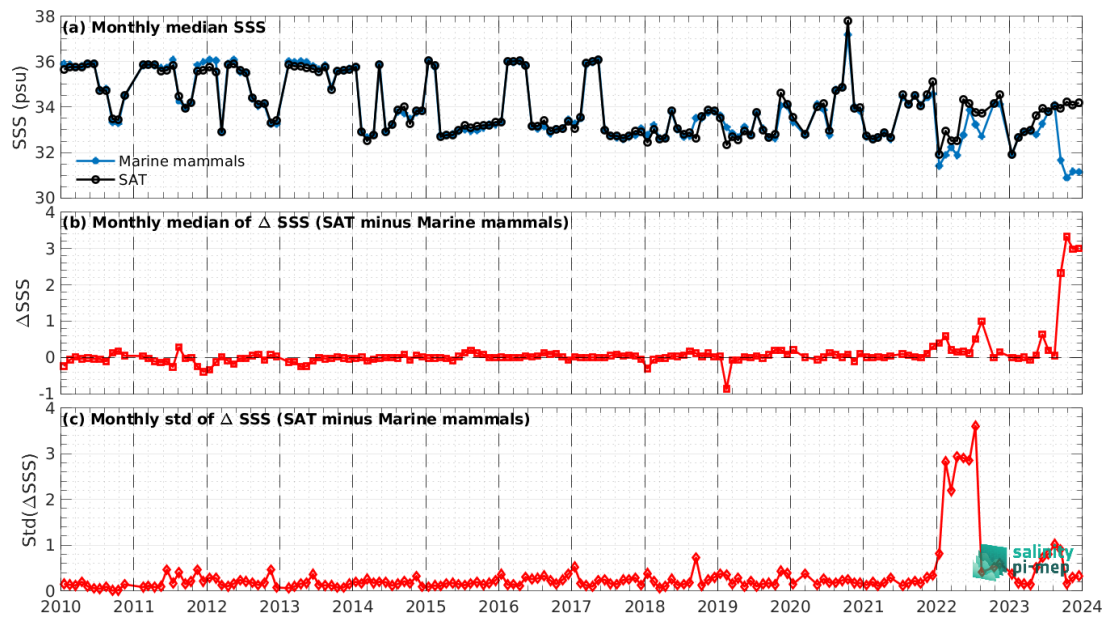 (a) Monthly median SSS
38
36
34
32
30
SSS (psu)
Marine mammals
SAT
(b) Monthly median of Δ SSS (SAT minus Marine mammals)
4
3
2
1
0
-1
ΔSSS
(c) Monthly std of Δ SSS (SAT minus Marine mammals)
4
3
2
1
0
Std(ΔSSS)
salinity
pi-mep
2010 2011 2012 2013 2014 2015 2016 2017 2018 2019 2020 2021 2022 2023 2024